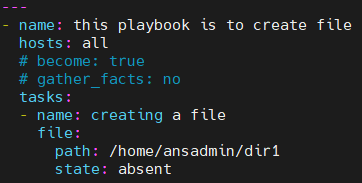 ---
- name: this playbook is to create file
  hosts: all
  # become: true
  # gather_facts: no
  tasks:
  - name: creating a file
    file:
      path: /home/ansadmin/dir1
      state: absent